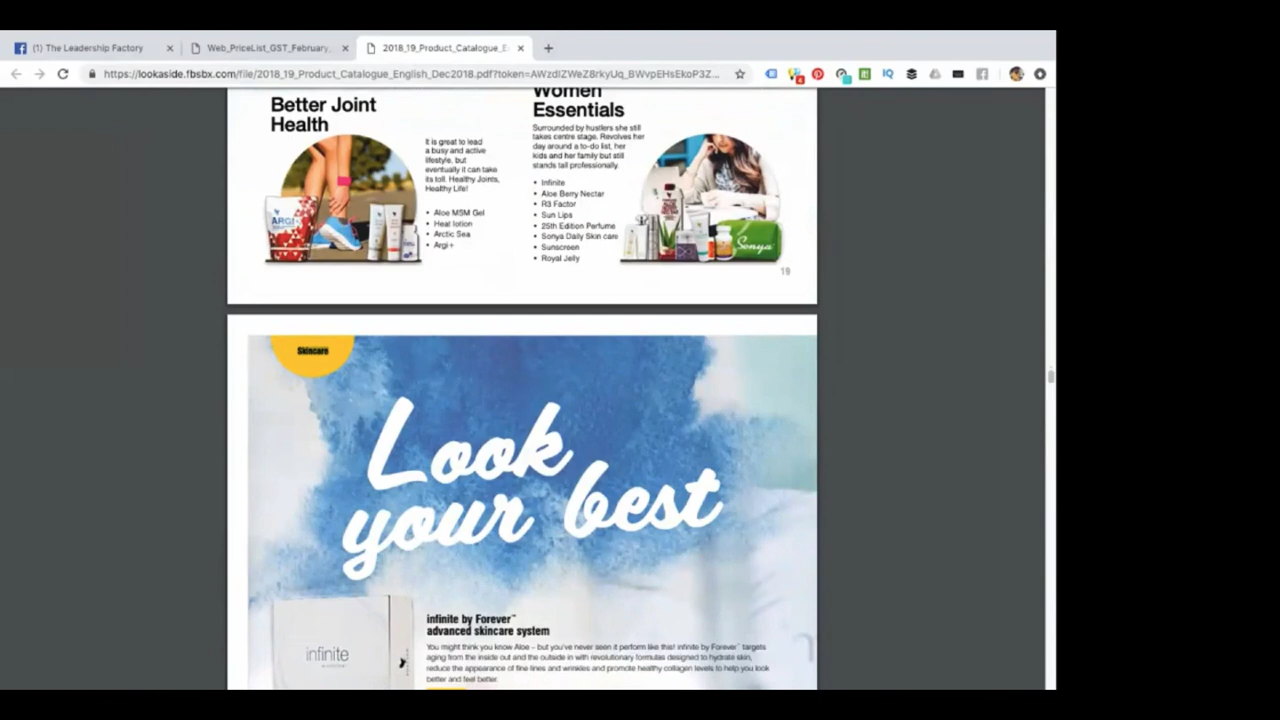 (1) The Leadership Factory
Web_PriceList_GST_February_
2018_19_Product_Catalogue_E
https://lookaside.fbsbx.com/file/2018_19_Product_Catalogue_English_Dec2018.pdf?token=AWzdIZWeZ8rkyUq_BWvpEHsEkoP3Z...
Better Joint
Health
It is great to lead
a busy and active
lifestyle, but
eventually it can take
its toll. Healthy Joints,
Healthy Life!
• Aloe MSM Gel
• Heat lotion
• Arctic Sea
• Argi+
ARGI+
Women
Essentials
Surrounded by hustlers she still
takes centre stage. Revolves her
day around a to-do list, her
kids and her family but still
stands tall professionally.
• Infinite
• Aloe Berry Nectar
• R3 Factor
• Sun Lips
• 25th Edition Perfume
• Sonya Daily Skin care
• Sunscreen
• Royal Jelly
Sonya
19
Skincare
Look
your best
infinite
infinite by Forever™
advanced skincare system
You might think you know Aloe – but you've never seen it perform like this! infinite by Forever™ targets
aging from the inside out and the outside in with revolutionary formulas designed to hydrate skin,
reduce the appearance of fine lines and wrinkles and promote healthy collagen levels to help you look
better and feel better.